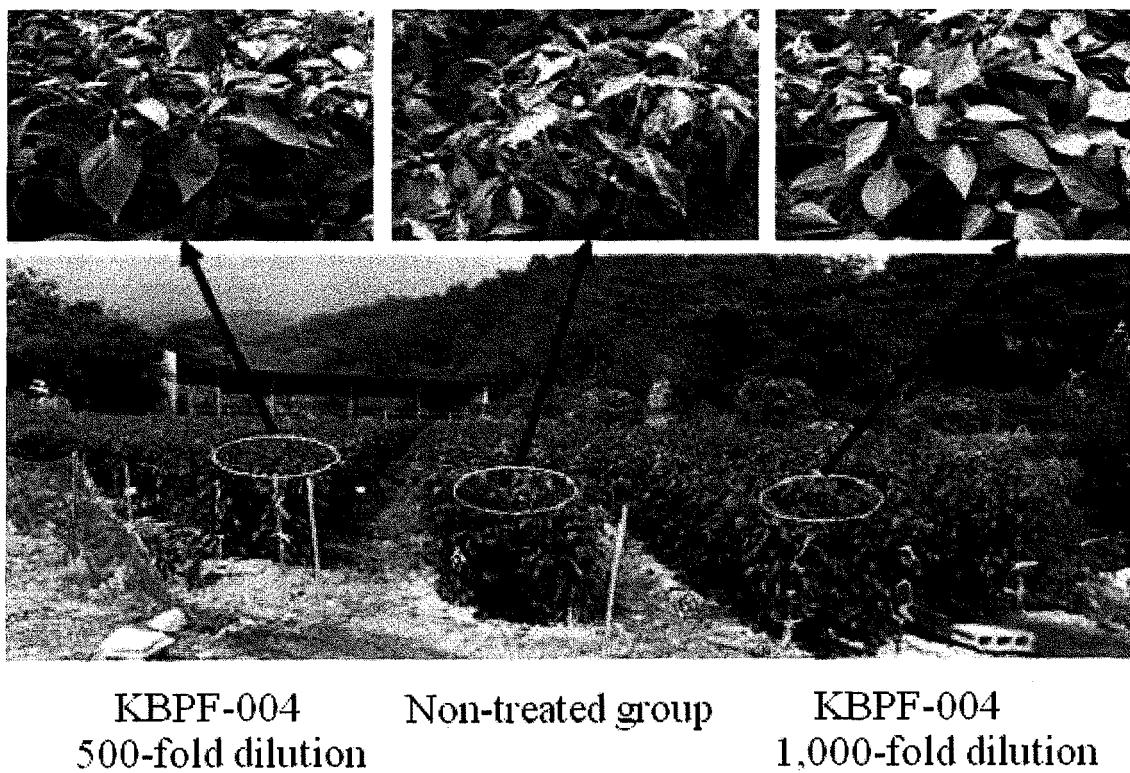 KBPF-004
500-fold dilution
Non-treated group
KBPF-004
1,000-fold dilution